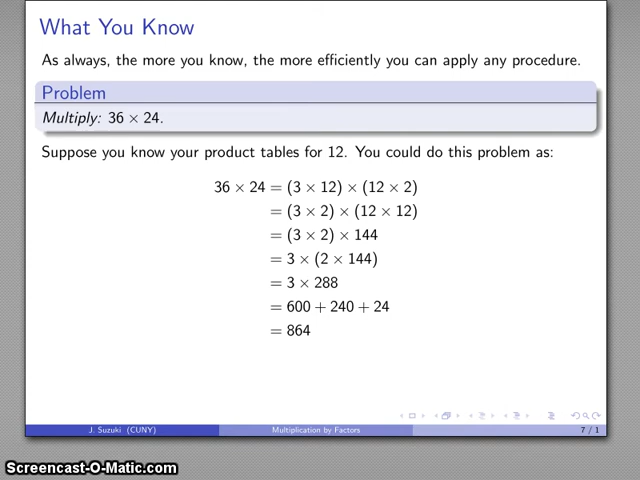 What You Know
As always, the more you know, the more efficiently you can apply any procedure.
Problem
Multiply: 36 × 24.
Suppose you know your product tables for 12. You could do this problem as:
36 × 24 = (3 × 12) × (12 × 2)
= (3 × 2) × (12 × 12)
= (3 × 2) × 144
= 3 × (2 × 144)
= 3 × 288
= 600 + 240 + 24
= 864
J. Suzuki (CUNY) Multiplication by Factors 7 / 1
Screencast-O-Matic.com